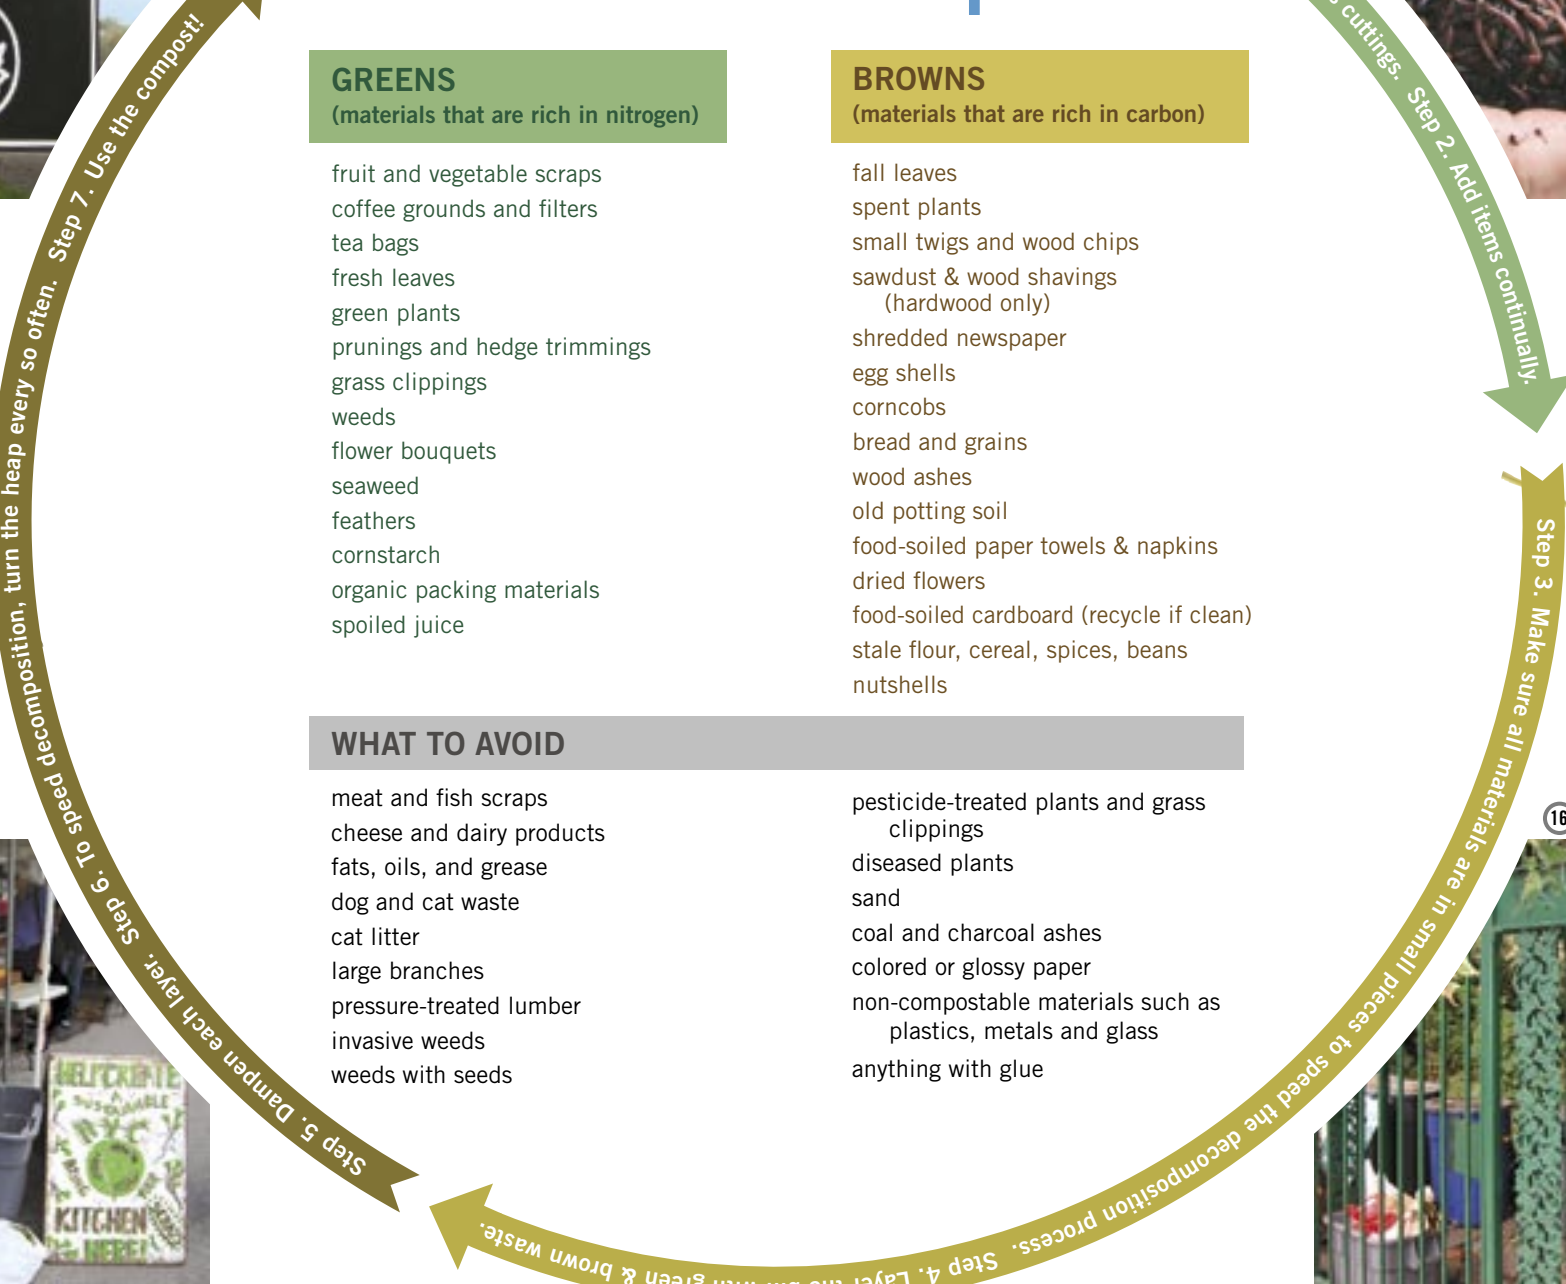 GREENS
(materials that are rich in nitrogen)
fruit and vegetable scraps
coffee grounds and filters
tea bags
fresh leaves
green plants
prunings and hedge trimmings
grass clippings
weeds
flower bouquets
seaweed
feathers
cornstarch
organic packing materials
spoiled juice
BROWNS
(materials that are rich in carbon)
fall leaves
spent plants
small twigs and wood chips
sawdust & wood shavings
(hardwood only)
shredded newspaper
egg shells
corncobs
bread and grains
wood ashes
old potting soil
food-soiled paper towels & napkins
dried flowers
food-soiled cardboard (recycle if clean)
stale flour, cereal, spices, beans
nutshells
WHAT TO AVOID
meat and fish scraps
cheese and dairy products
fats, oils, and grease
dog and cat waste
cat litter
large branches
pressure-treated lumber
invasive weeds
weeds with seeds
pesticide-treated plants and grass
clippings
diseased plants
sand
coal and charcoal ashes
colored or glossy paper
non-compostable materials such as
plastics, metals and glass
anything with glue
cuttings. Step 2. Add items continually.
Step 3. Make sure all materials are in small pieces to speed the decomposition process. Step 4. Layer the bin with green & brown waste.
Step 5. Dampen each layer. Step 6. To speed decomposition, turn the heap every so often. Step 7. Use the compost!
16
HELP CREATE
A
SUSTAINABLE
NYC
KITCHEN
HERE!